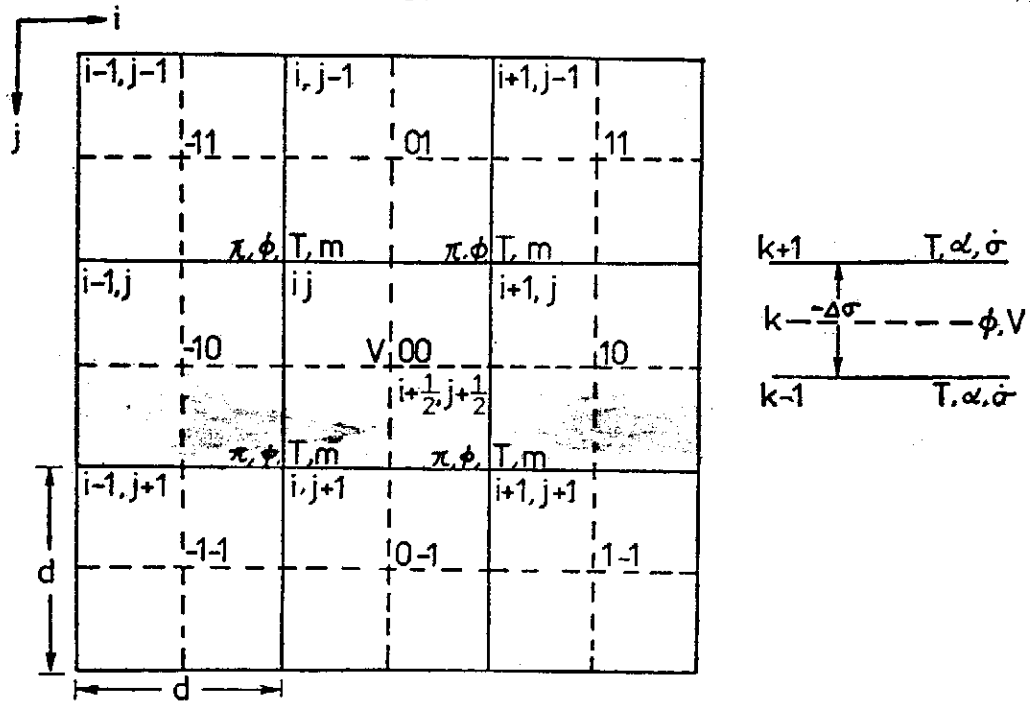 i
j
i-1, j-1 i, j-1 i+1, j-1
-11 01 11
π, ϕ, T, m π, ϕ T, m
i-1, j i j i+1, j
-10 V, 00 10
i+1/2, j+1/2
π, ϕ, T, m π, ϕ, T, m
i-1, j+1 i, j+1 i+1, j+1
-1-1 0-1 1-1
d
d
k+1 T, α, σ̇
-Δσ
k ϕ, V
k-1 T, α, σ̇